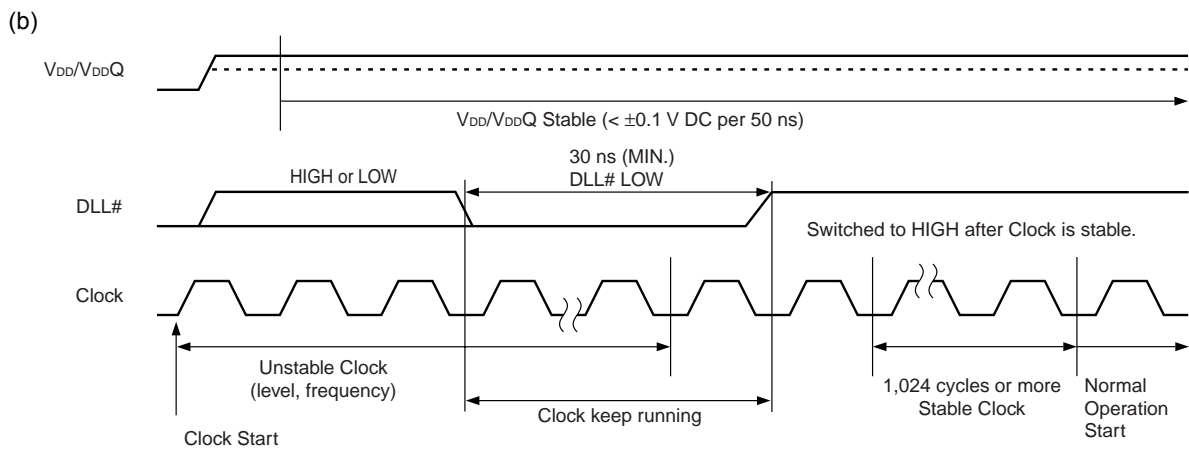 (b)
VDD/VDDQ
VDD/VDDQ Stable (< ±0.1 V DC per 50 ns)
30 ns (MIN.)
HIGH or LOW
DLL# LOW
DLL#
Switched to HIGH after Clock is stable.
Clock
Unstable Clock
(level, frequency)
1,024 cycles or more
Stable Clock
Normal
Operation
Start
Clock keep running
Clock Start